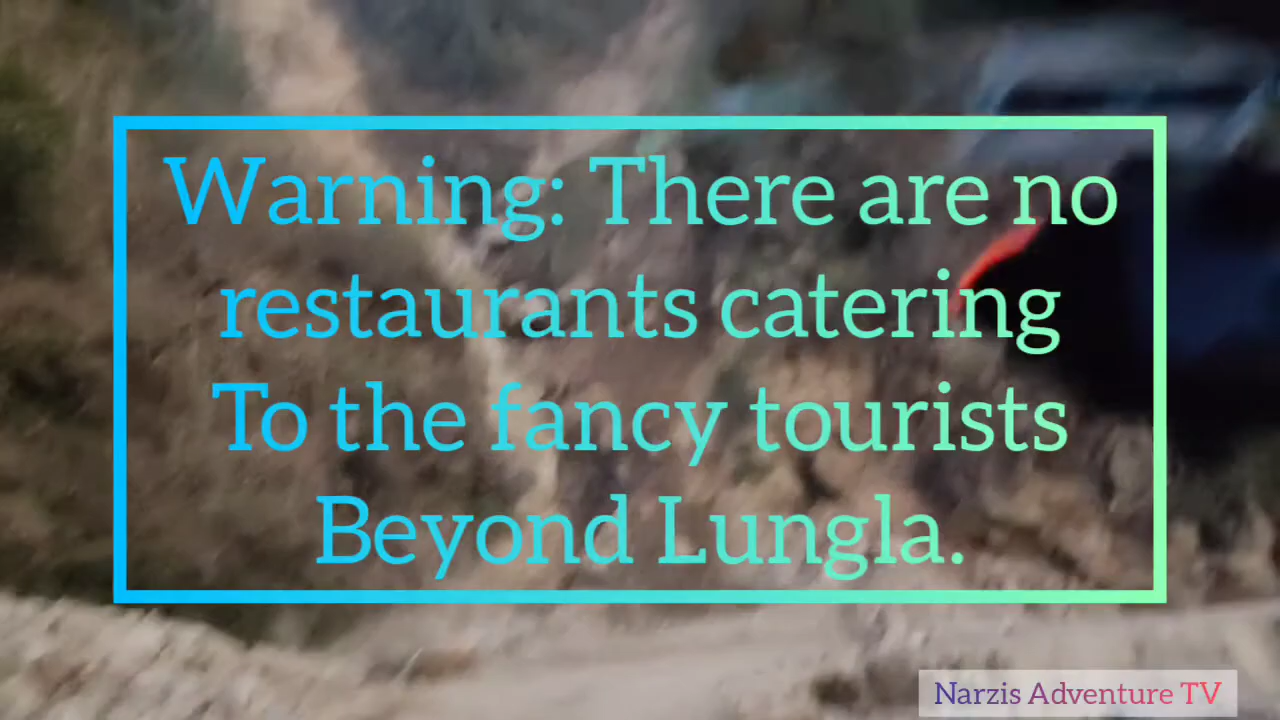 Warning: There are no
restaurants catering
To the fancy tourists
Beyond Lungla.
Narzis Adventure TV